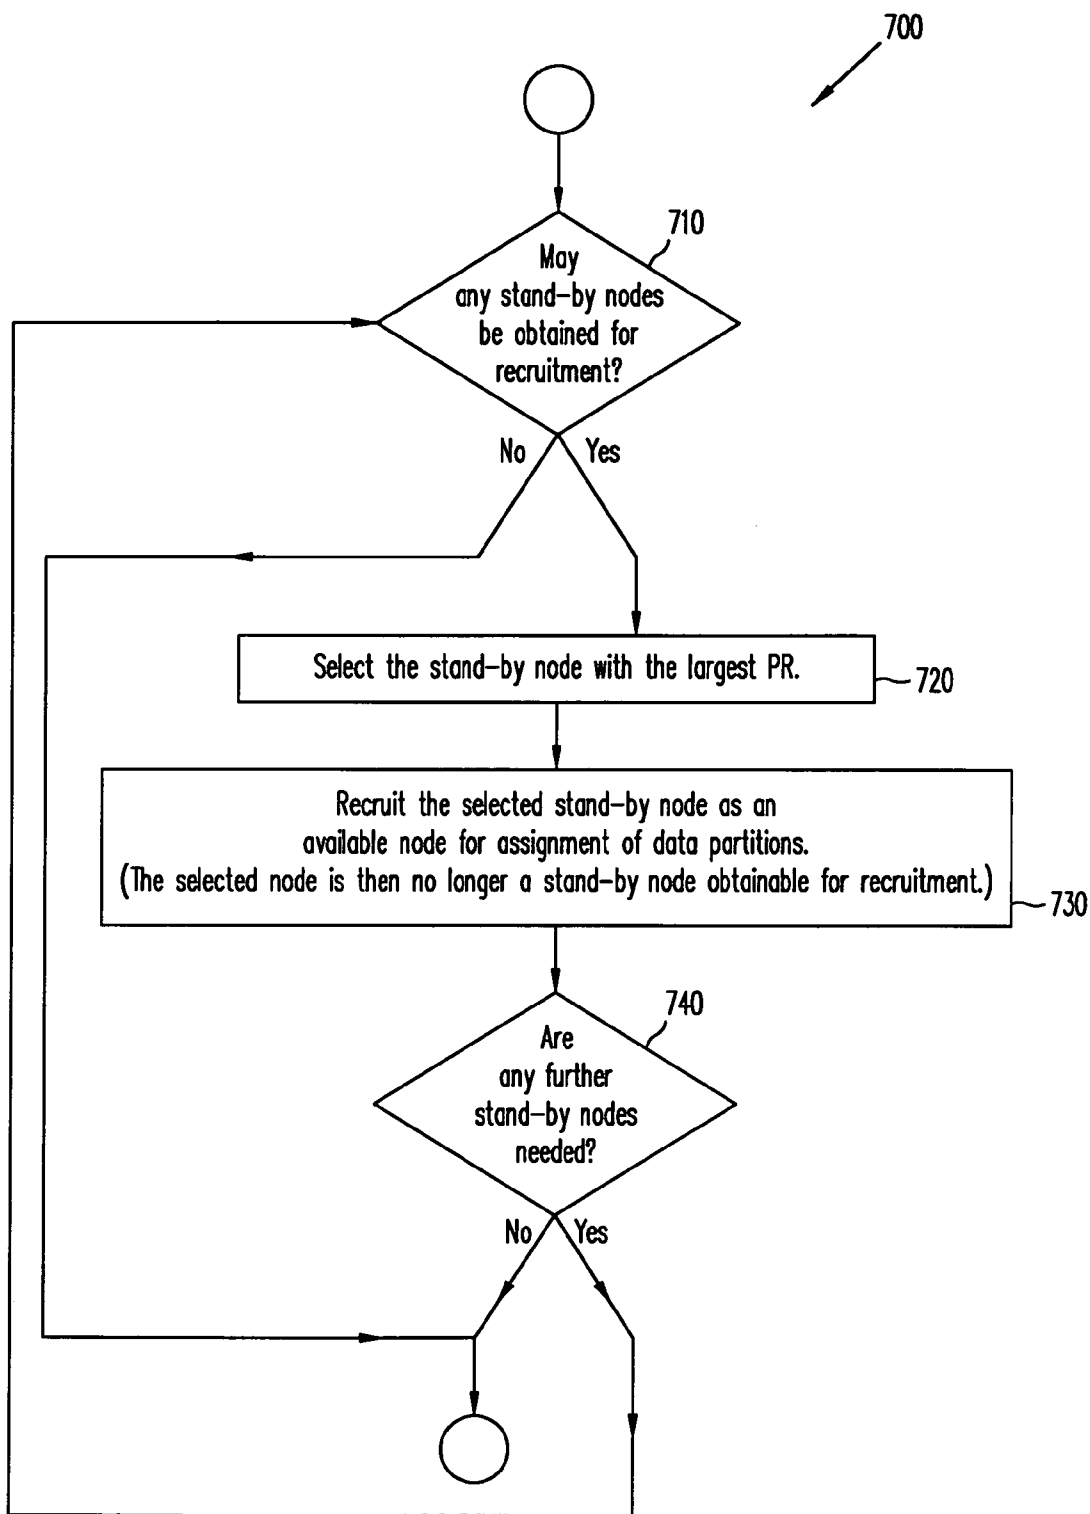 700
710
May
any stand-by nodes
be obtained for
recruitment?
No Yes
Select the stand-by node with the largest PR.
720
Recruit the selected stand-by node as an
available node for assignment of data partitions.
(The selected node is then no longer a stand-by node obtainable for recruitment.)
730
740
Are
any further
stand-by nodes
needed?
No Yes